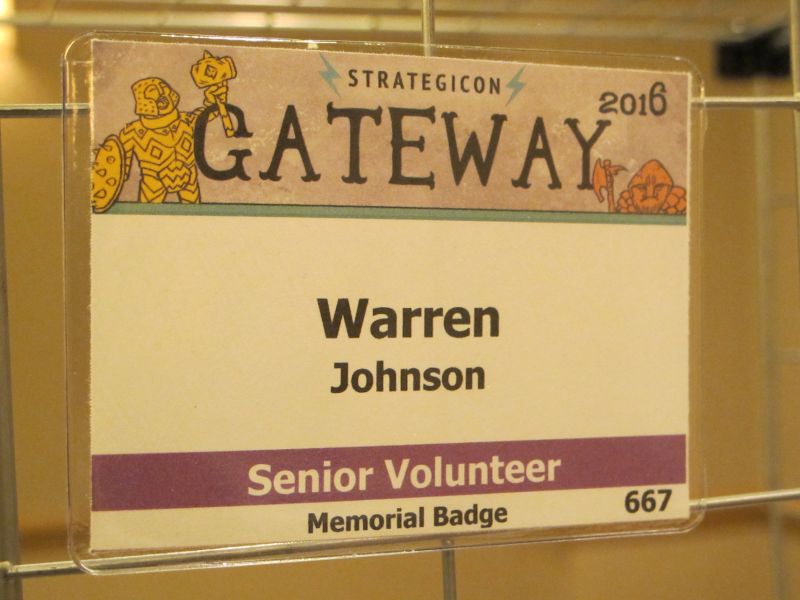 STRATEGICON
GATEWAY
2016
Warren
Johnson
Senior Volunteer
Memorial Badge
667